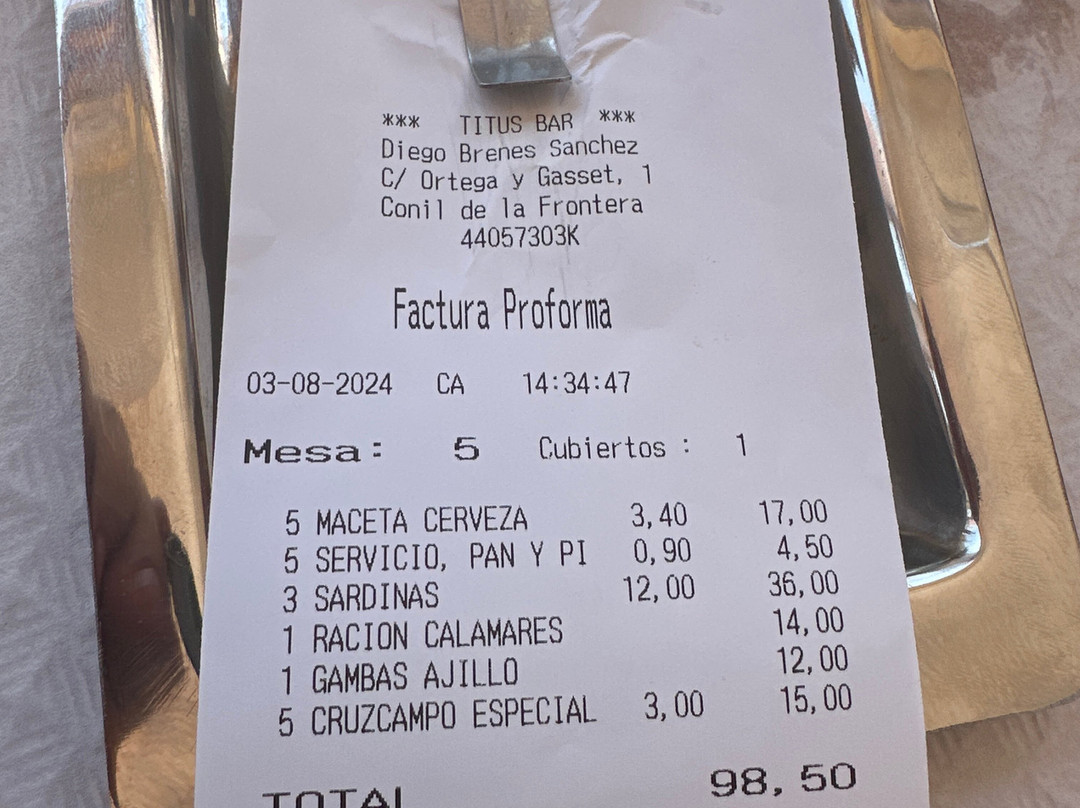 *** TITUS BAR ***
Diego Brenes Sanchez
C/ Ortega y Gasset, 1
Conil de la Frontera
44057303K
Factura Proforma
03-08-2024 CA 14:34:47
Mesa: 5 Cubiertos : 1
5 MACETA CERVEZA 3,40 17,00
5 SERVICIO, PAN Y PI 0,90 4,50
3 SARDINAS 12,00 36,00
1 RACION CALAMARES 14,00
1 GAMBAS AJILLO 12,00
5 CRUZCAMPO ESPECIAL 3,00 15,00
TOTAL 98,50